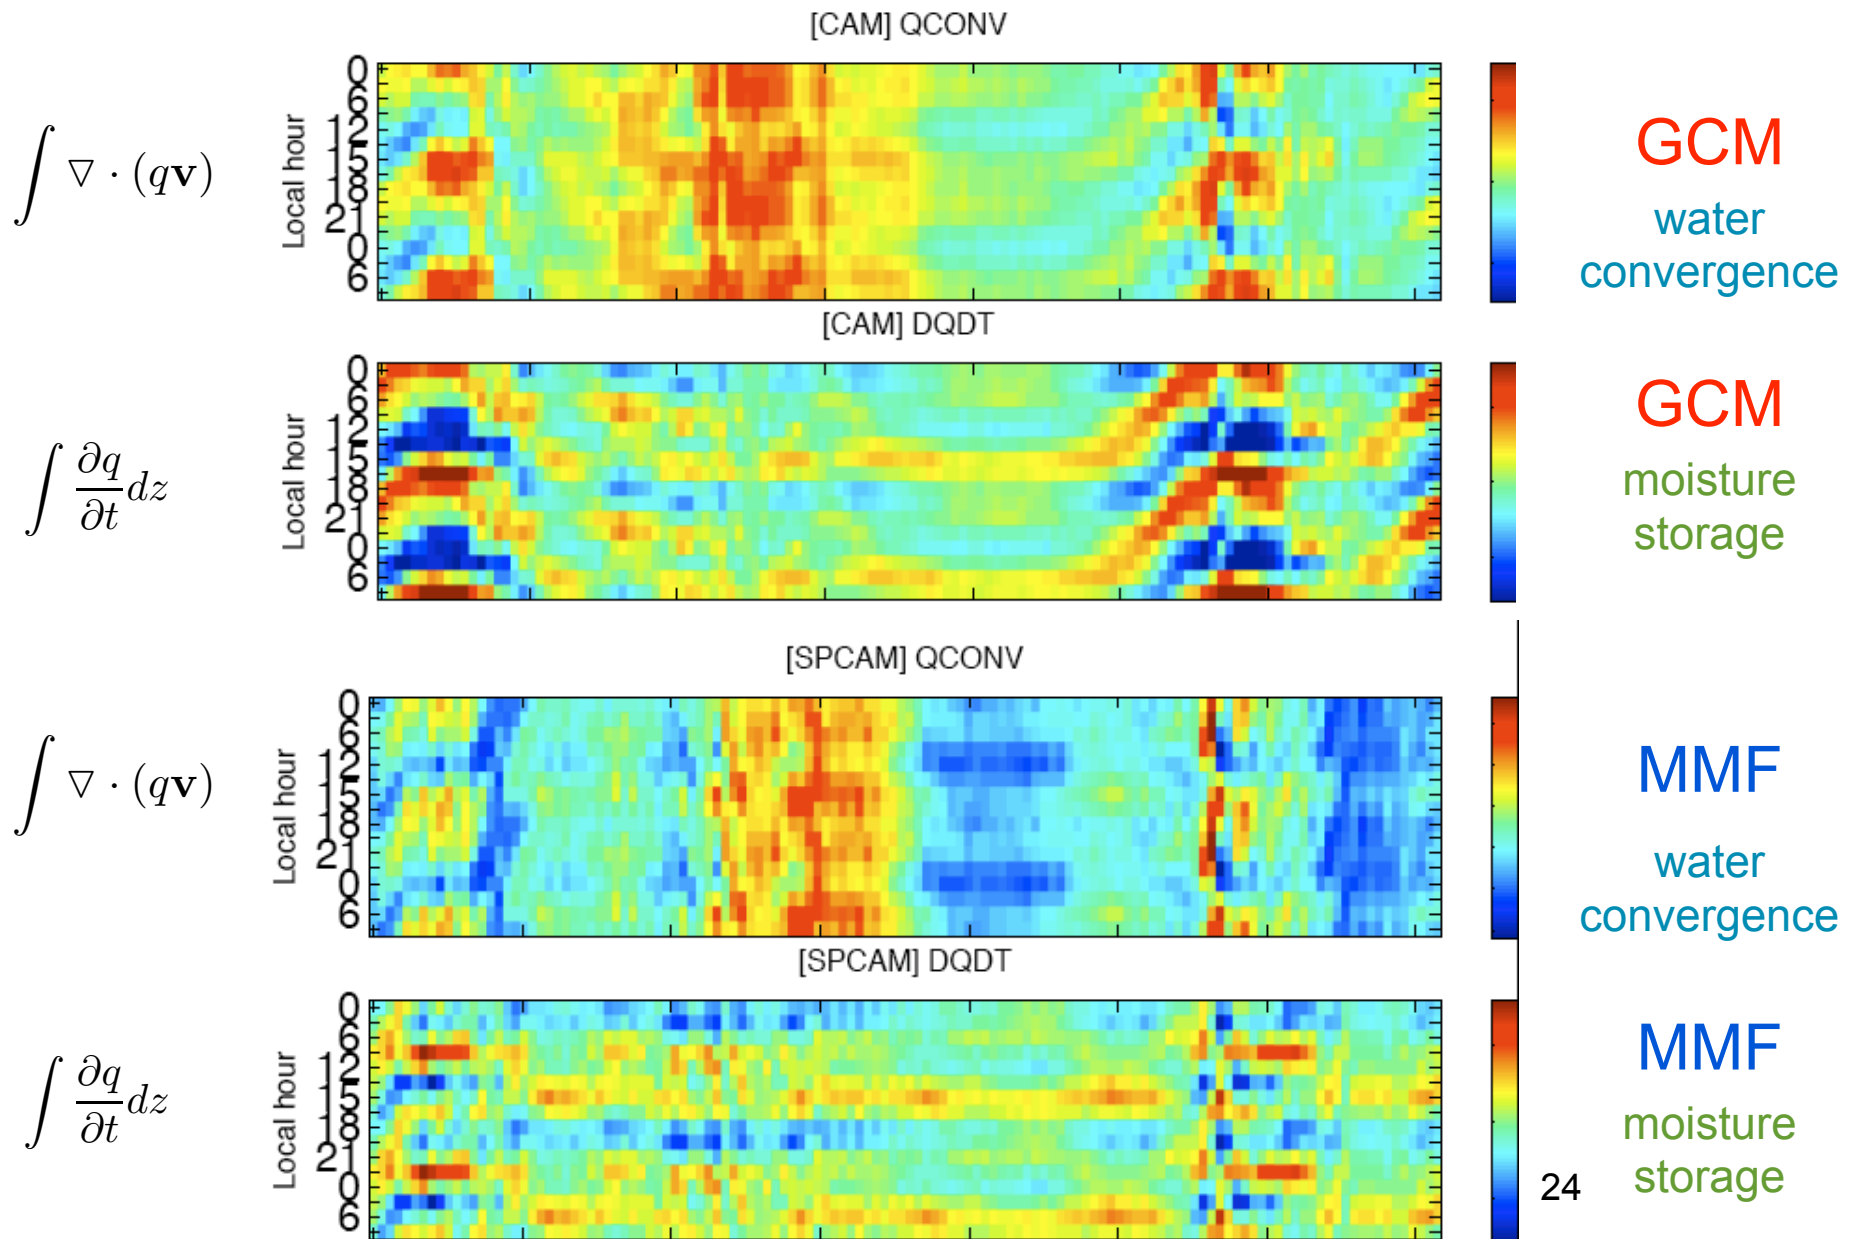 [CAM] QCONV
∫ ∇ · (qv)
Local hour
0
6
12
15
18
21
0
6
GCM
water
convergence
[CAM] DQDT
∫ ∂q/∂t dz
Local hour
0
6
12
15
18
21
0
6
GCM
moisture
storage
[SPCAM] QCONV
∫ ∇ · (qv)
Local hour
0
6
12
15
18
21
0
6
MMF
water
convergence
[SPCAM] DQDT
∫ ∂q/∂t dz
Local hour
0
6
12
15
18
21
0
6
MMF
moisture
storage
24